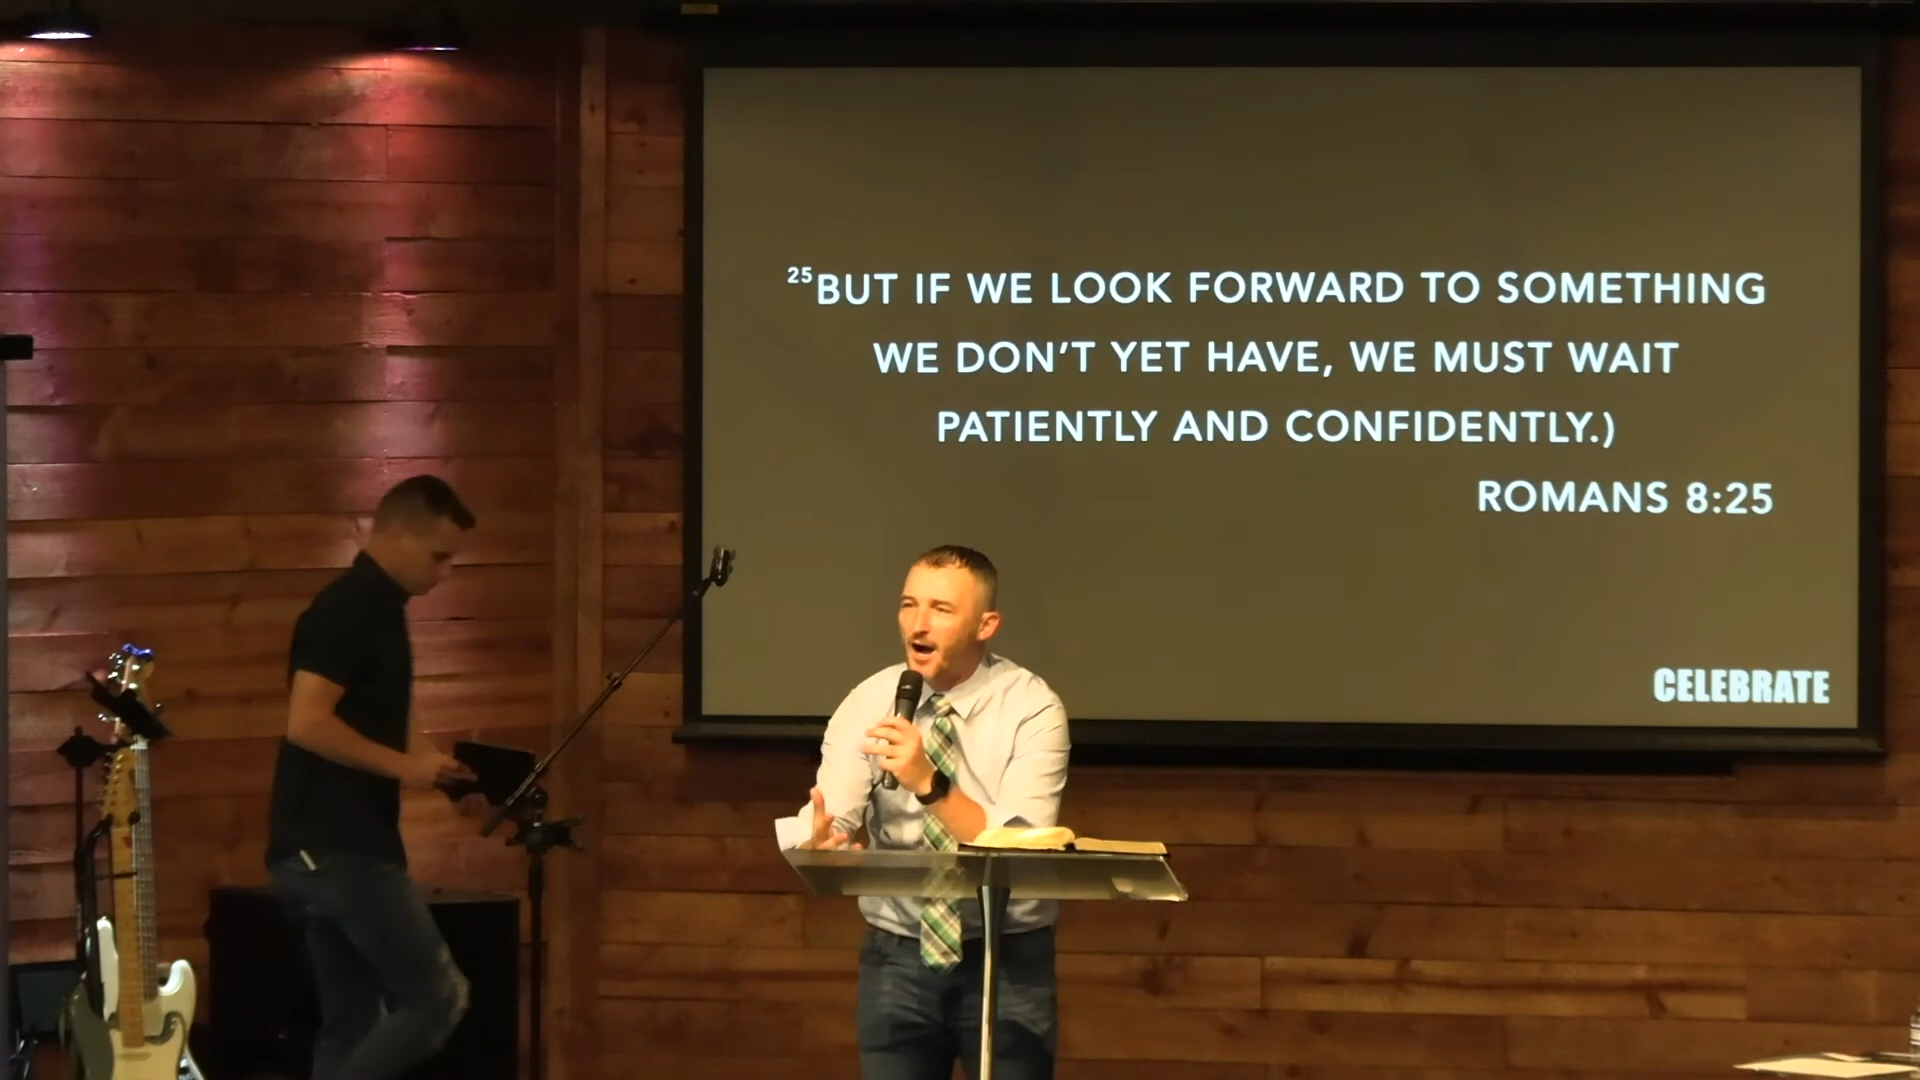 ²⁵BUT IF WE LOOK FORWARD TO SOMETHING
WE DON'T YET HAVE, WE MUST WAIT
PATIENTLY AND CONFIDENTLY.)
ROMANS 8:25
CELEBRATE